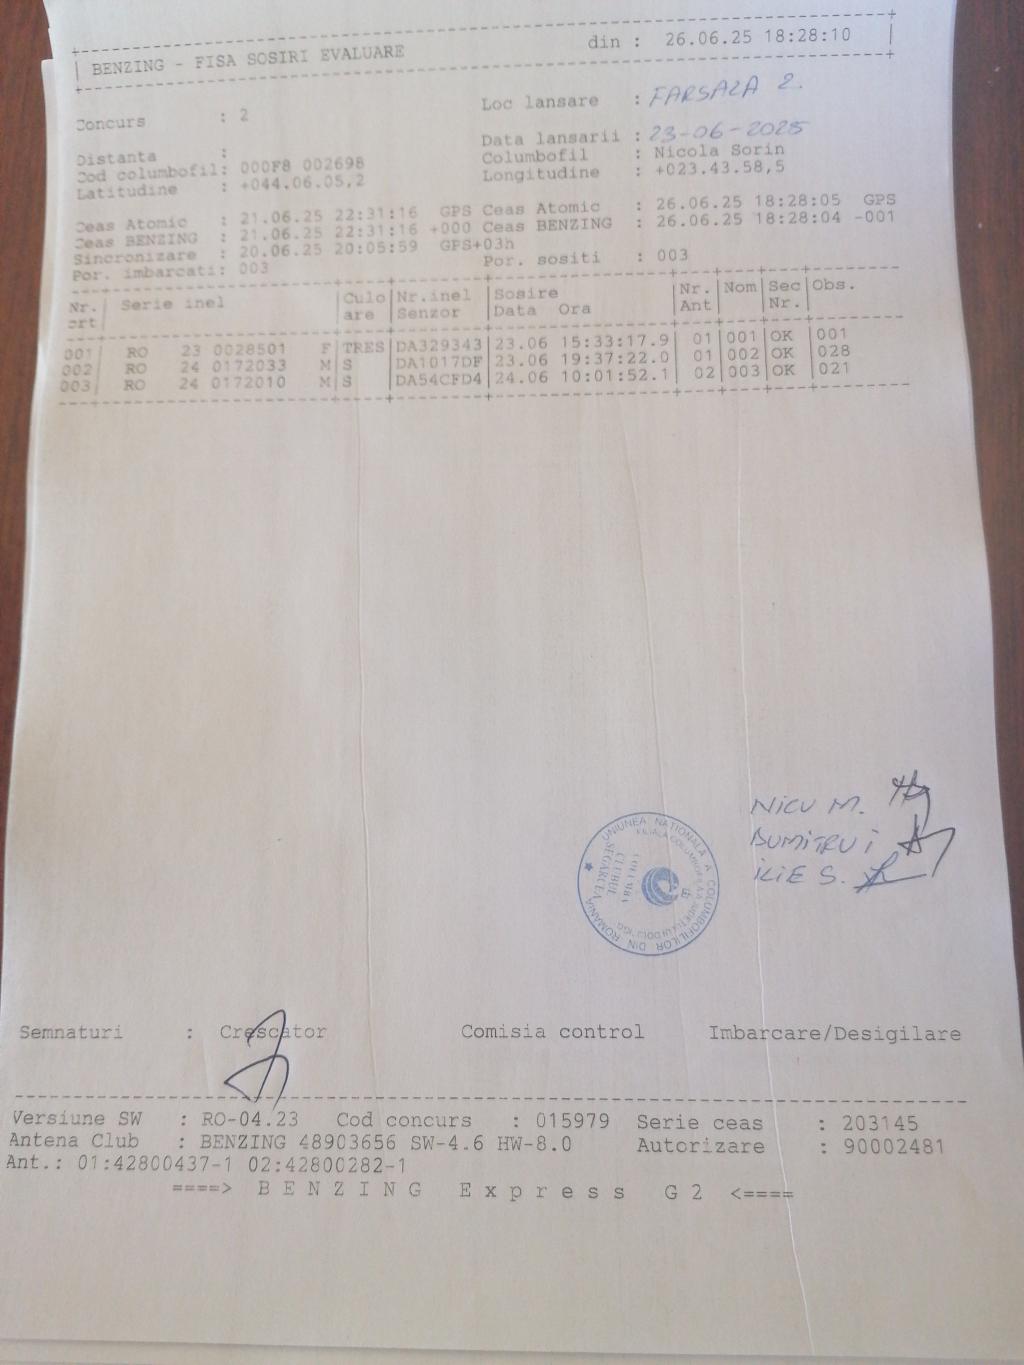 BENZING - FISA SOSIRI EVALUARE din : 26.06.25 18:28:10
Concurs : 2 Loc lansare : FARSALA 2.
Data lansarii : 23-06-2025
Distanta : Columbofil : Nicola Sorin
Cod columbofil: 000F8 002698 Longitudine : +023.43.58,5
Latitudine : +044.06.05,2
Ceas Atomic : 21.06.25 22:31:16 GPS Ceas Atomic : 26.06.25 18:28:05 GPS
Ceas BENZING : 21.06.25 22:31:16 +000 Ceas BENZING : 26.06.25 18:28:04 -001
Sincronizare : 20.06.25 20:05:59 GPS+03h
Por. imbarcati: 003 Por. sositi : 003
Nr. crt | Serie inel | Culoare | Nr.inel Senzor | Sosire Data Ora | Nr. Ant | Nom | Sec Nr. | Obs.
001 RO 23 0028501 F TRES DA329343 23.06 15:33:17.9 01 001 OK 001
002 RO 24 0172033 M S DA1017DF 23.06 19:37:22.0 01 002 OK 028
003 RO 24 0172010 M S DA54CFD4 24.06 10:01:52.1 02 003 OK 021
NICU M.
DUMITRU I
ILIE S.
UNIUNEA NATIONALA A COLUMBOFILILOR DIN ROMANIA
CLUBUL
COLUMBA
SEGARCEA
Semnaturi : Crescator Comisia control Imbarcare/Desigilare
Versiune SW : RO-04.23 Cod concurs : 015979 Serie ceas : 203145
Antena Club : BENZING 48903656 SW-4.6 HW-8.0 Autorizare : 90002481
Ant.: 01:42800437-1 02:42800282-1
====> B E N Z I N G E x p r e s s G 2 <====